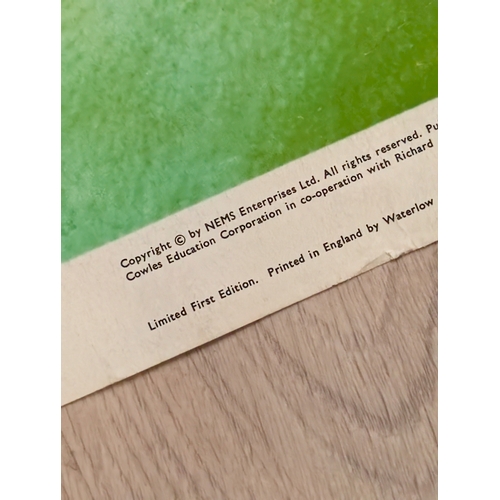 Copyright © by NEMS Enterprises Ltd. All rights reserved. Pu
Cowles Education Corporation in co-operation with Richard
Limited First Edition. Printed in England by Waterlow